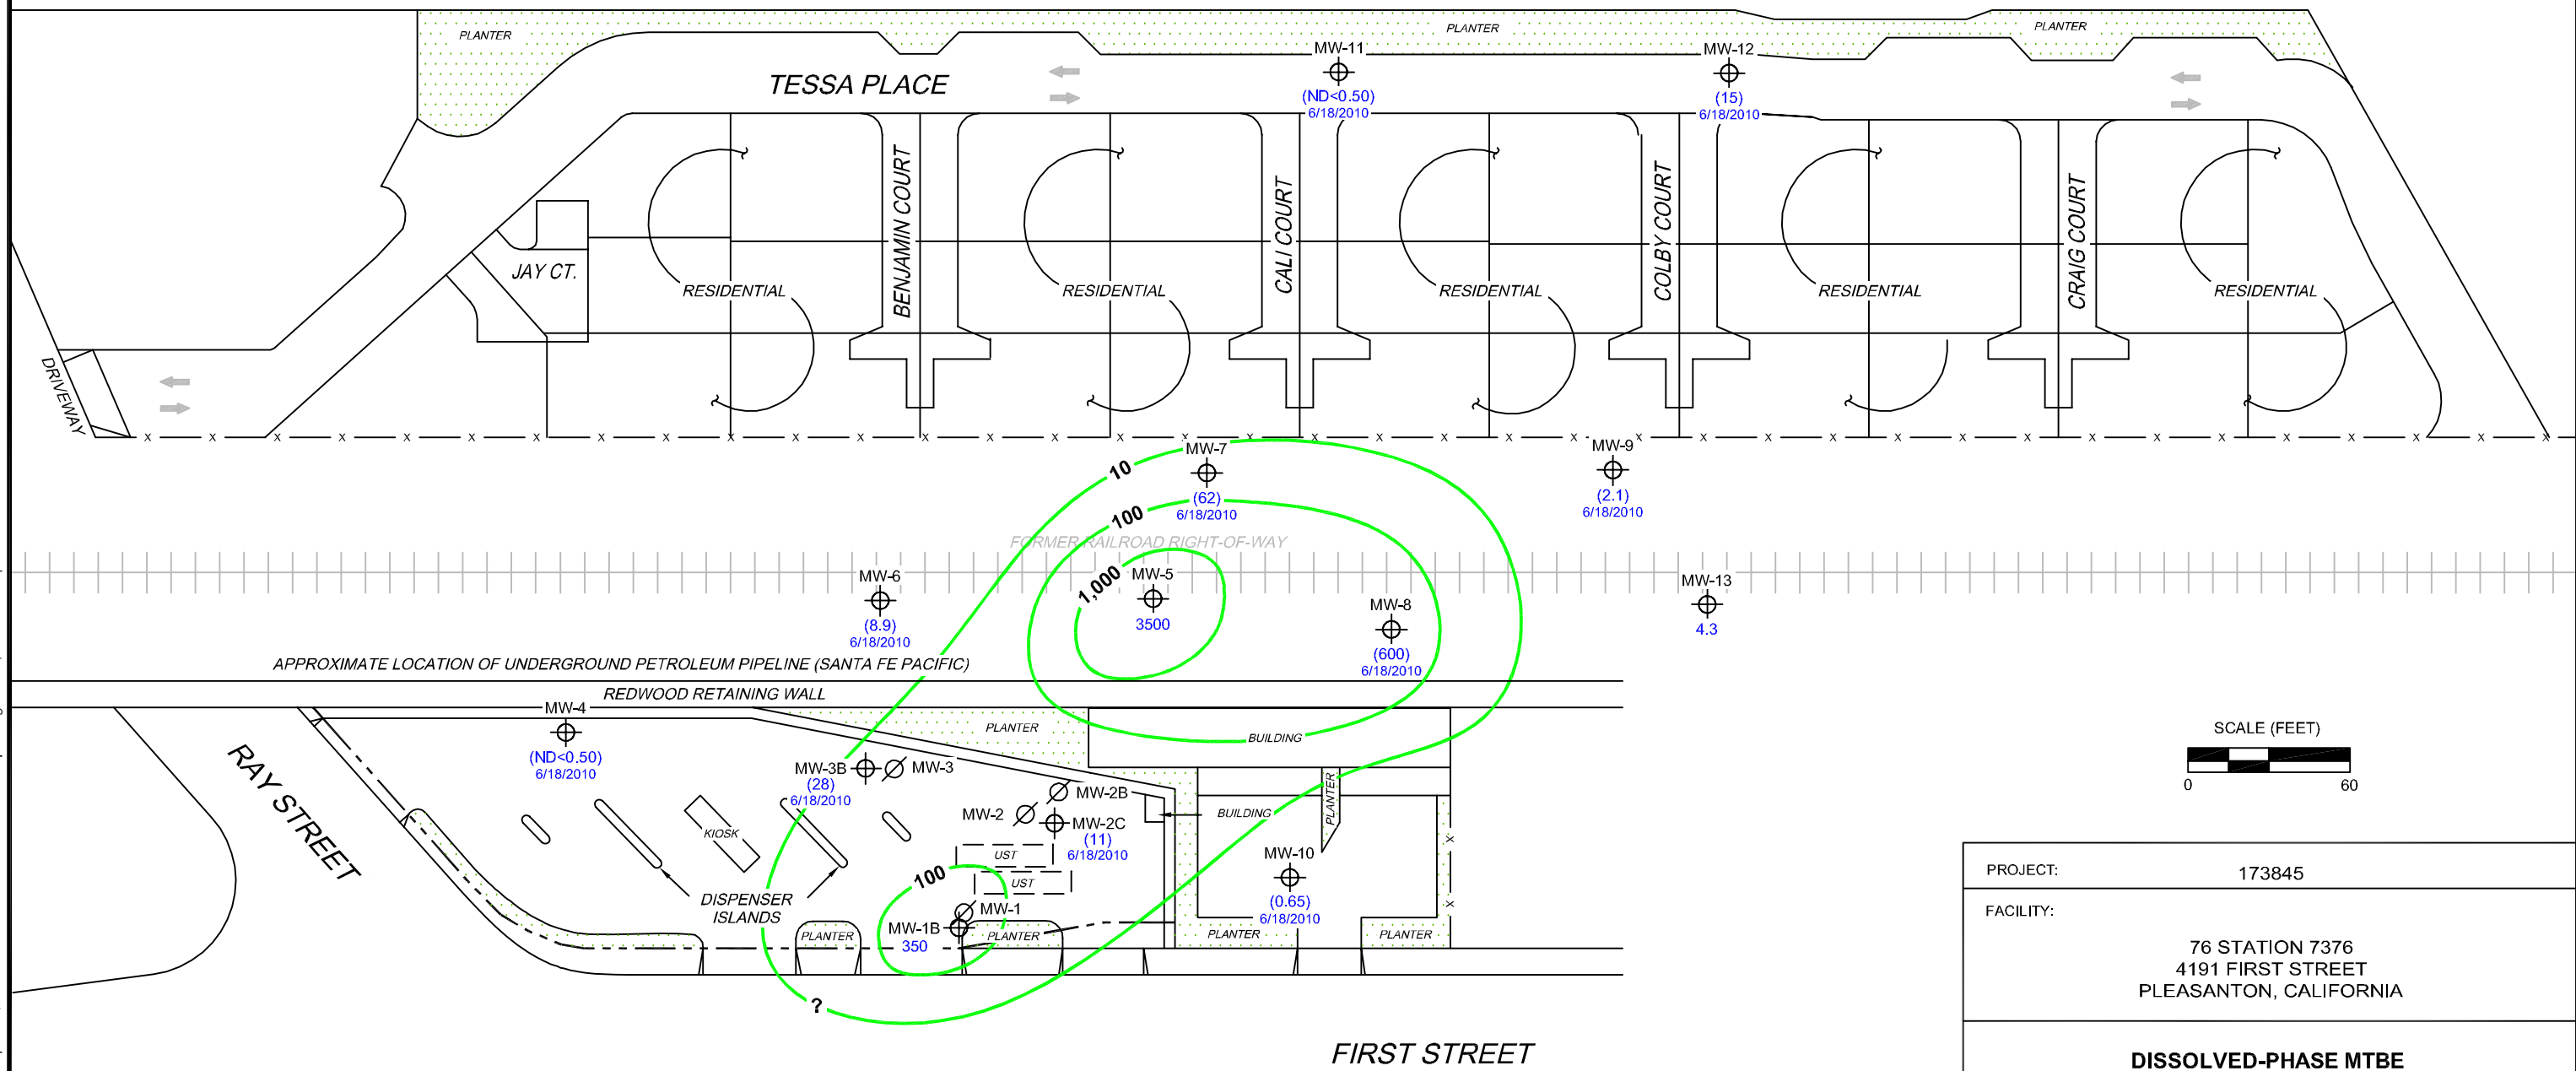 PLANTER
PLANTER
PLANTER
MW-11
(ND<0.50)
6/18/2010
MW-12
(15)
6/18/2010
TESSA PLACE
BENJAMIN COURT
CALI COURT
COLBY COURT
CRAIG COURT
JAY CT.
RESIDENTIAL
RESIDENTIAL
RESIDENTIAL
RESIDENTIAL
RESIDENTIAL
DRIVEWAY
MW-7
(62)
6/18/2010
MW-9
(2.1)
6/18/2010
10
100
FORMER RAILROAD RIGHT-OF-WAY
1,000
MW-5
3500
MW-6
(8.9)
6/18/2010
MW-8
(600)
6/18/2010
MW-13
4.3
APPROXIMATE LOCATION OF UNDERGROUND PETROLEUM PIPELINE (SANTA FE PACIFIC)
REDWOOD RETAINING WALL
MW-4
(ND<0.50)
6/18/2010
RAY STREET
PLANTER
BUILDING
MW-3B
(28)
6/18/2010
MW-3
MW-2B
MW-2
MW-2C
(11)
6/18/2010
BUILDING
PLANTER
KIOSK
UST
UST
100
DISPENSER
ISLANDS
MW-1
MW-1B
350
PLANTER
PLANTER
MW-10
(0.65)
6/18/2010
PLANTER
PLANTER
?
FIRST STREET
SCALE (FEET)
0 60
PROJECT: 173845
FACILITY:
76 STATION 7376
4191 FIRST STREET
PLEASANTON, CALIFORNIA
DISSOLVED-PHASE MTBE